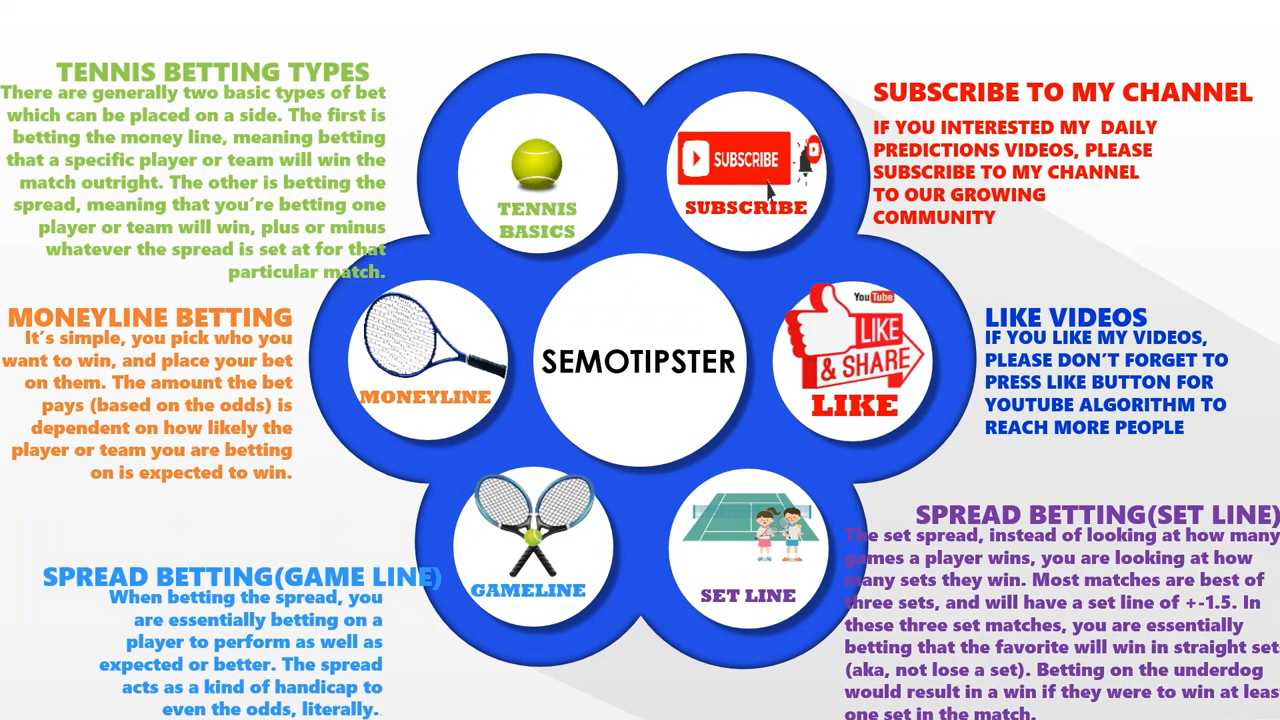 TENNIS BETTING TYPES
There are generally two basic types of bet
which can be placed on a side. The first is
betting the money line, meaning betting
that a specific player or team will win the
match outright. The other is betting the
spread, meaning that you're betting one
player or team will win, plus or minus
whatever the spread is set at for that
particular match.
MONEYLINE BETTING
It's simple, you pick who you
want to win, and place your bet
on them. The amount the bet
pays (based on the odds) is
dependent on how likely the
player or team you are betting
on is expected to win.
SPREAD BETTING(GAME LINE)
When betting the spread, you
are essentially betting on a
player to perform as well as
expected or better. The spread
acts as a kind of handicap to
even the odds, literally..
TENNIS
BASICS
SUBSCRIBE
SUBSCRIBE
MONEYLINE
SEMOTIPSTER
YouTube
LIKE
& SHARE
LIKE
GAMELINE
SET LINE
SUBSCRIBE TO MY CHANNEL
IF YOU INTERESTED MY DAILY
PREDICTIONS VIDEOS, PLEASE
SUBSCRIBE TO MY CHANNEL
TO OUR GROWING
COMMUNITY
LIKE VIDEOS
IF YOU LIKE MY VIDEOS,
PLEASE DON'T FORGET TO
PRESS LIKE BUTTON FOR
YOUTUBE ALGORITHM TO
REACH MORE PEOPLE
SPREAD BETTING(SET LINE)
The set spread, instead of looking at how many
games a player wins, you are looking at how
many sets they win. Most matches are best of
three sets, and will have a set line of +-1.5. In
these three set matches, you are essentially
betting that the favorite will win in straight set
(aka, not lose a set). Betting on the underdog
would result in a win if they were to win at leas
one set in the match.